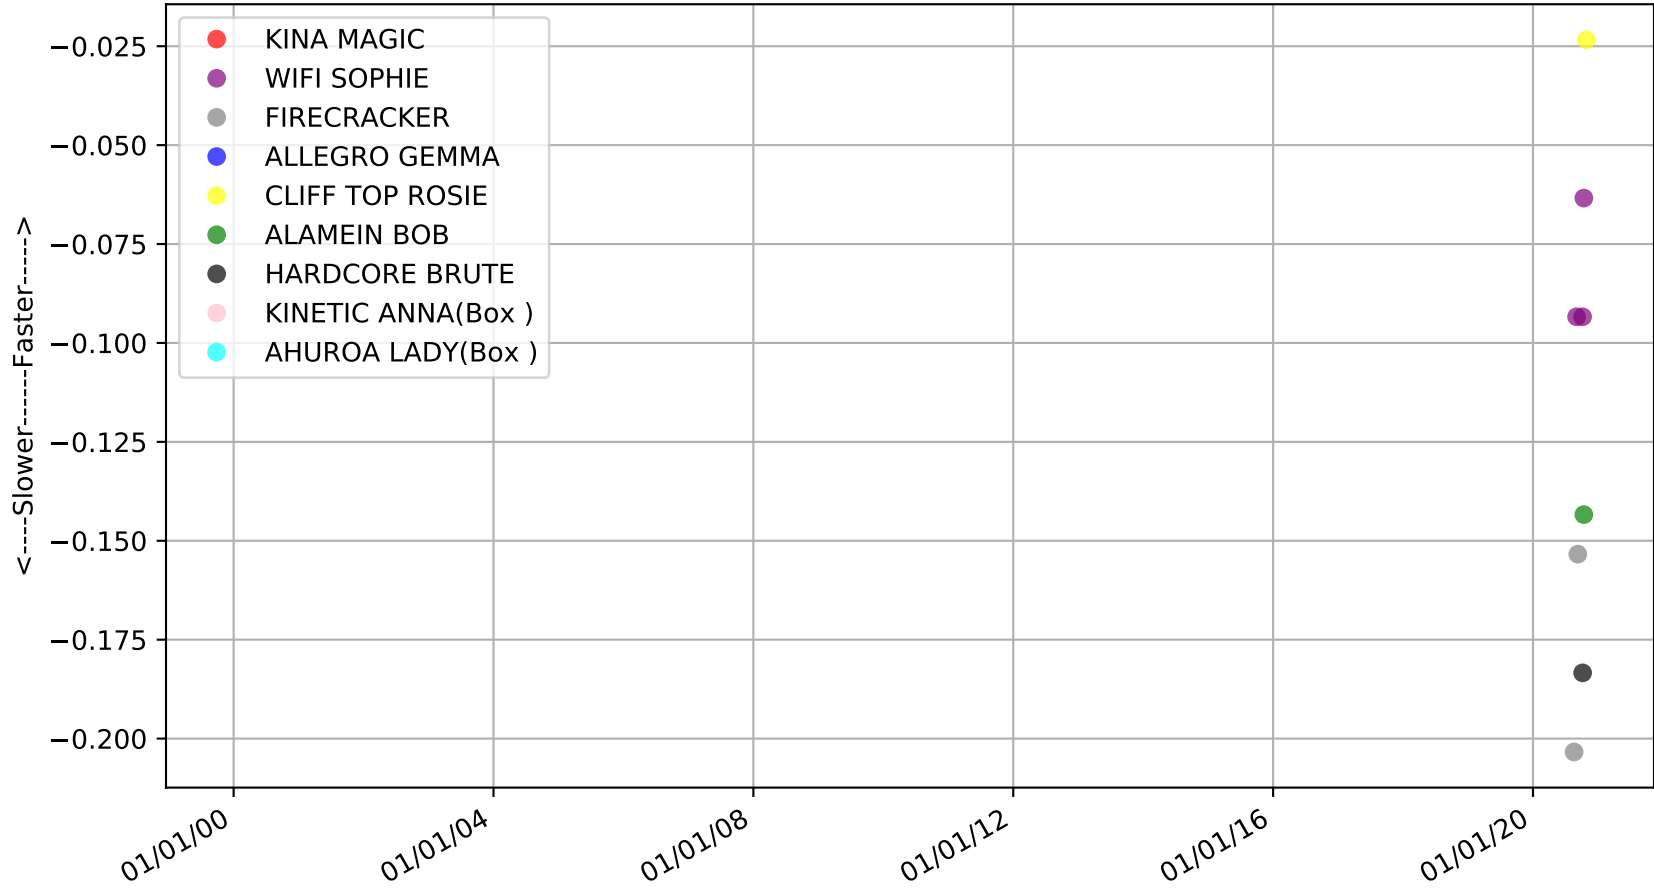 −0.025
−0.050
−0.075
−0.100
−0.125
−0.150
−0.175
−0.200
<----Slower-------Faster----->
KINA MAGIC
WIFI SOPHIE
FIRECRACKER
ALLEGRO GEMMA
CLIFF TOP ROSIE
ALAMEIN BOB
HARDCORE BRUTE
KINETIC ANNA(Box )
AHUROA LADY(Box )
01/01/00
01/01/04
01/01/08
01/01/12
01/01/16
01/01/20